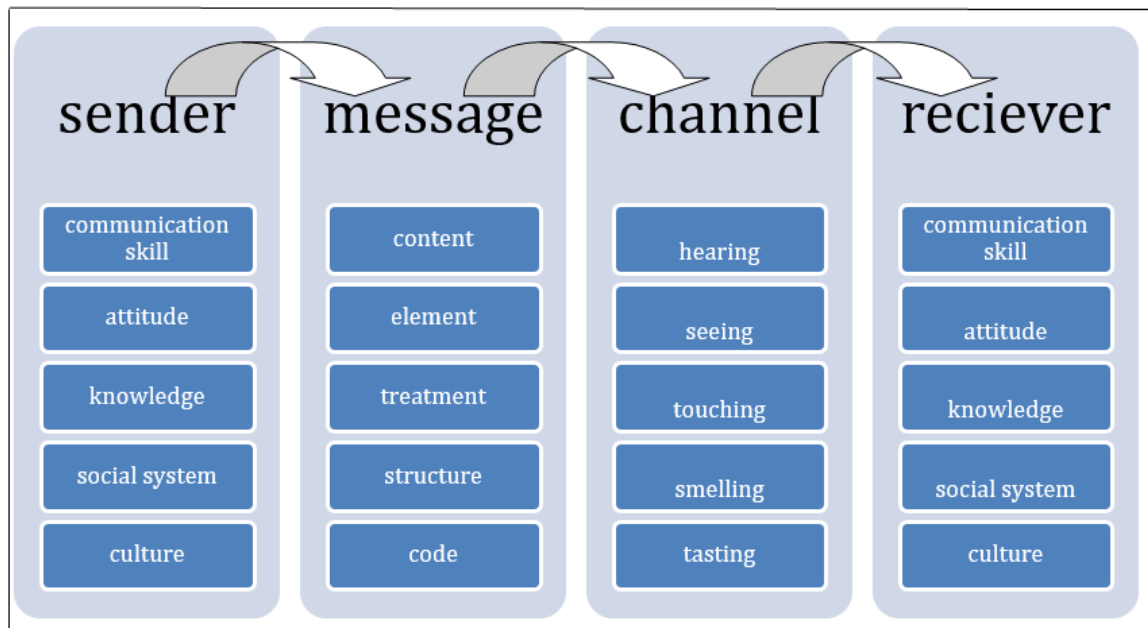 sender
communication
skill
attitude
knowledge
social system
culture
message
content
element
treatment
structure
code
channel
hearing
seeing
touching
smelling
tasting
reciever
communication
skill
attitude
knowledge
social system
culture